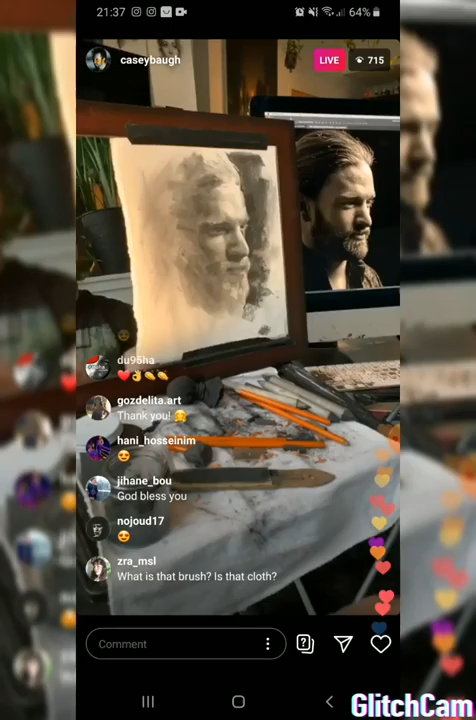 21:37
64%
caseybaugh
LIVE
715
du95ha
gozdelita.art
Thank you! 🤗
hani_hosseinim
😍
jihane_bou
God bless you
nojoud17
😍
zra_msl
What is that brush? Is that cloth?
Comment
GlitchCam